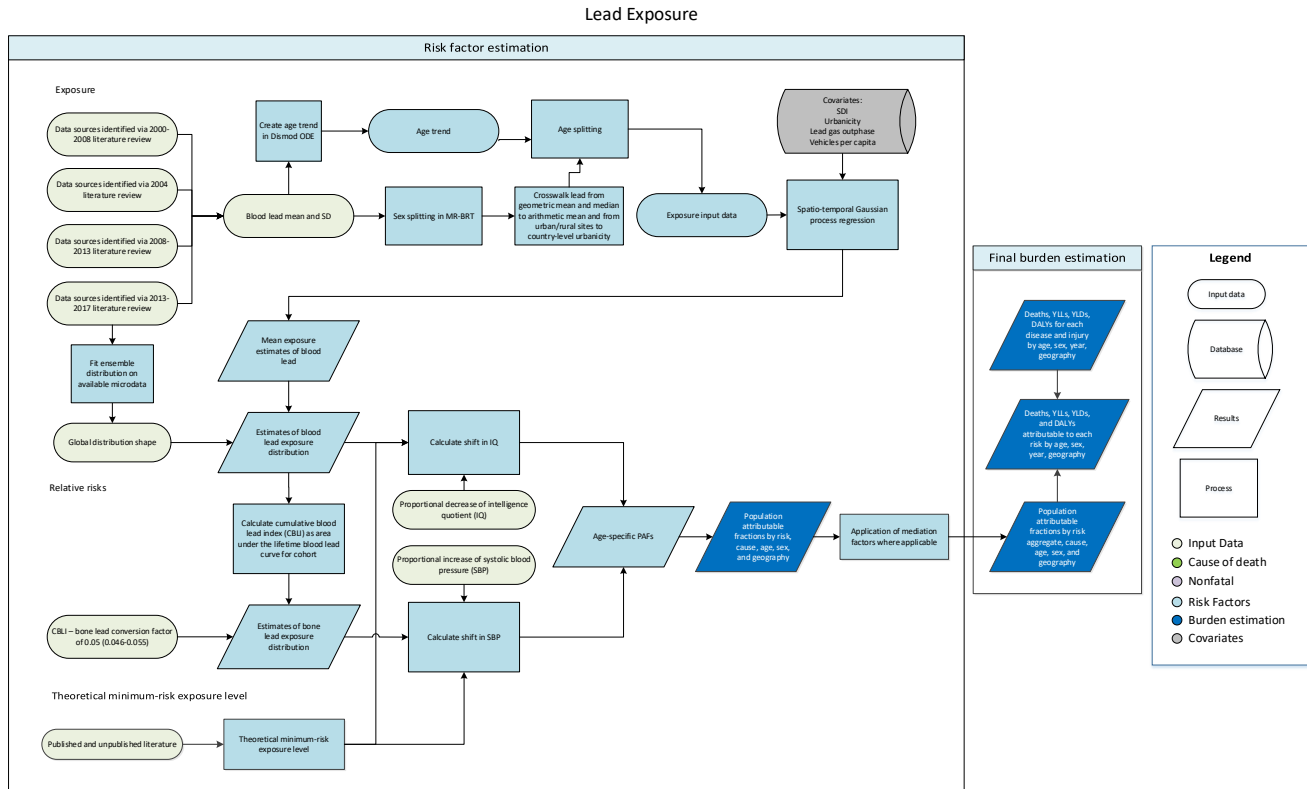 Lead Exposure
Risk factor estimation
Exposure
Data sources identified via 2000-
2008 literature review
Data sources identified via 2004
literature review
Data sources identified via 2008-
2013 literature review
Data sources identified via 2013-
2017 literature review
Create age trend
in Dismod ODE
Age trend
Age splitting
Covariates:
SDI
Urbanicity
Lead gas outphase
Vehicles per capita
Blood lead mean and SD
Sex splitting in MR-BRT
Crosswalk lead from
geometric mean and median
to arithmetic mean and from
urban/rural sites to
country-level urbanicity
Exposure input data
Spatio-temporal Gaussian
process regression
Fit ensemble
distribution on
available microdata
Mean exposure
estimates of blood
lead
Global distribution shape
Estimates of blood
lead exposure
distribution
Calculate shift in IQ
Relative risks
Proportional decrease of intelligence
quotient (IQ)
Calculate cumulative blood
lead index (CBLI) as area
under the lifetime blood lead
curve for cohort
Age-specific PAFs
Population
attributable
fractions by risk,
cause, age, sex,
and geography
Application of mediation
factors where applicable
Proportional increase of systolic blood
pressure (SBP)
CBLI – bone lead conversion factor
of 0.05 (0.046-0.055)
Estimates of bone
lead exposure
distribution
Calculate shift in SBP
Theoretical minimum-risk exposure level
Published and unpublished literature
Theoretical minimum-risk
exposure level
Final burden estimation
Deaths, YLLs, YLDs,
DALYs for each
disease and injury
by age, sex, year,
geography
Deaths, YLLs, YLDs,
and DALYs
attributable to each
risk by age, sex,
year, geography
Population
attributable
fractions by risk
aggregate, cause,
age, sex, and
geography
Legend
Input data
Database
Results
Process
Input Data
Cause of death
Nonfatal
Risk Factors
Burden estimation
Covariates